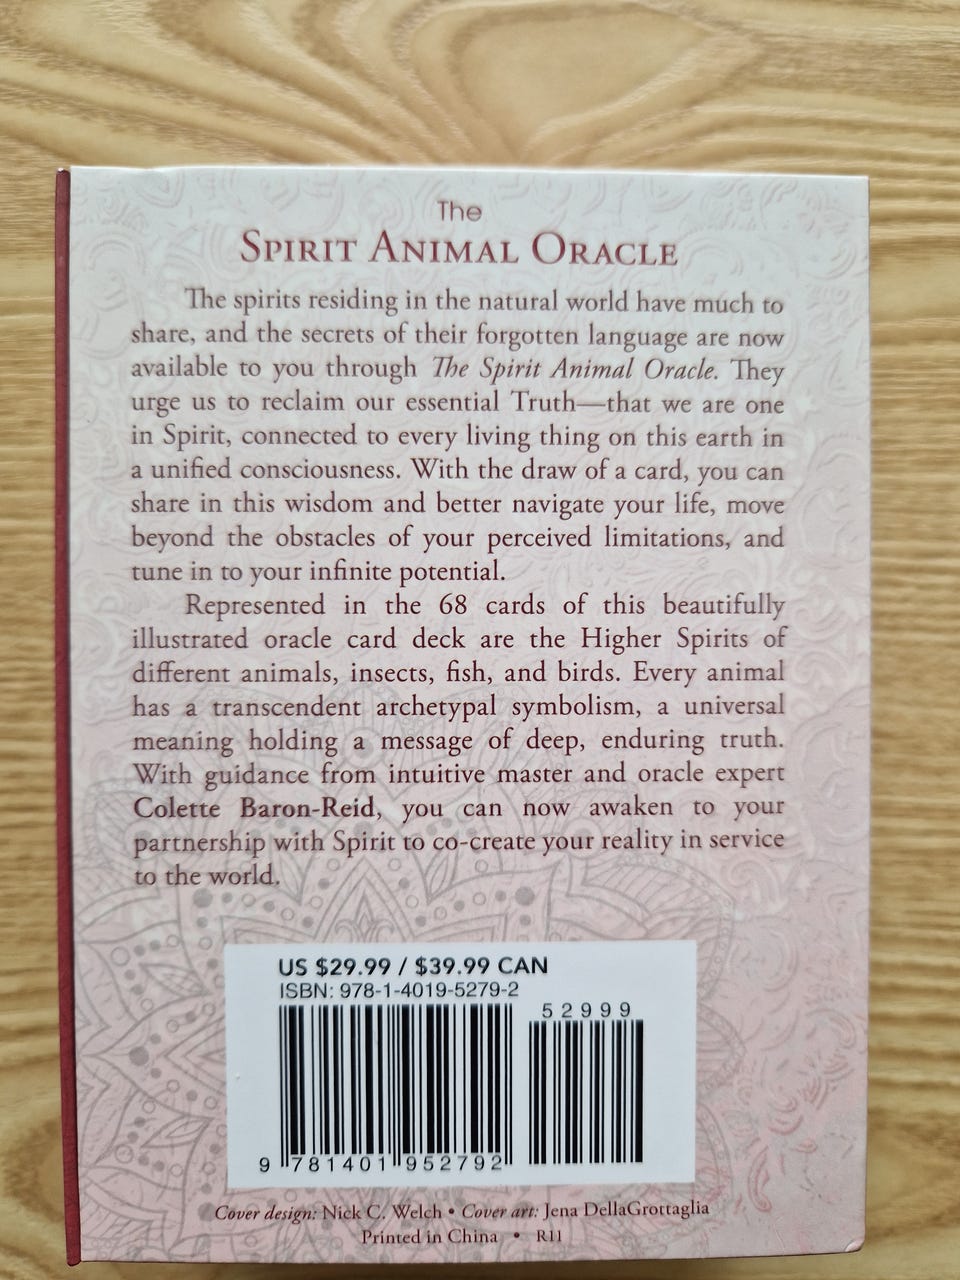 The
SPIRIT ANIMAL ORACLE
The spirits residing in the natural world have much to
share, and the secrets of their forgotten language are now
available to you through The Spirit Animal Oracle. They
urge us to reclaim our essential Truth—that we are one
in Spirit, connected to every living thing on this earth in
a unified consciousness. With the draw of a card, you can
share in this wisdom and better navigate your life, move
beyond the obstacles of your perceived limitations, and
tune in to your infinite potential.
Represented in the 68 cards of this beautifully
illustrated oracle card deck are the Higher Spirits of
different animals, insects, fish, and birds. Every animal
has a transcendent archetypal symbolism, a universal
meaning holding a message of deep, enduring truth.
With guidance from intuitive master and oracle expert
Colette Baron-Reid, you can now awaken to your
partnership with Spirit to co-create your reality in service
to the world.
US $29.99 / $39.99 CAN
ISBN: 978-1-4019-5279-2
52999
9 781401 952792
Cover design: Nick C. Welch • Cover art: Jena DellaGrottaglia
Printed in China • R11